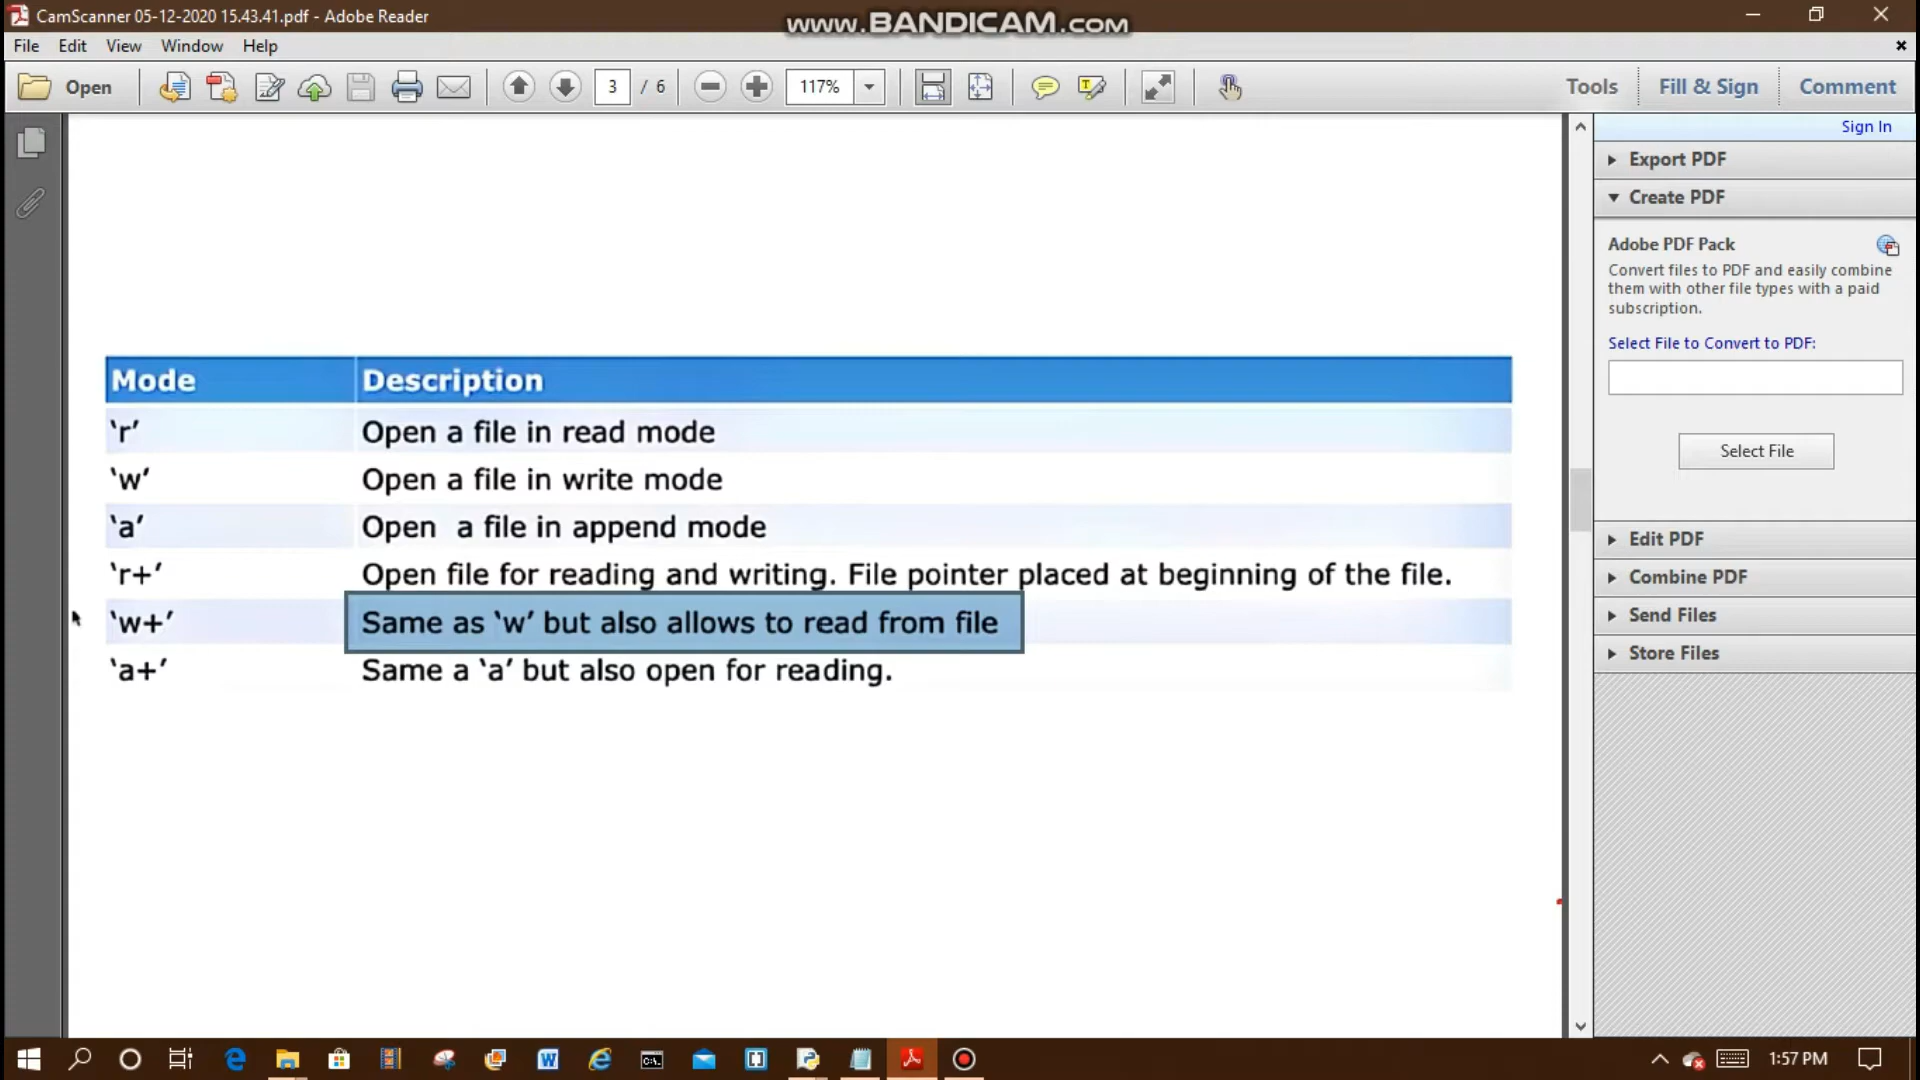 CamScanner 05-12-2020 15.43.41.pdf - Adobe Reader
www.BANDICAM.com
File Edit View Window Help
Open 3 / 6 117% Tools Fill & Sign Comment
Sign In
Export PDF
Create PDF
Adobe PDF Pack
Convert files to PDF and easily combine
them with other file types with a paid
subscription.
Select File to Convert to PDF:
Select File
Edit PDF
Combine PDF
Send Files
Store Files
Mode Description
‘r’ Open a file in read mode
‘w’ Open a file in write mode
‘a’ Open a file in append mode
‘r+’ Open file for reading and writing. File pointer placed at beginning of the file.
‘w+’ Same as ‘w’ but also allows to read from file
‘a+’ Same a ‘a’ but also open for reading.
1:57 PM